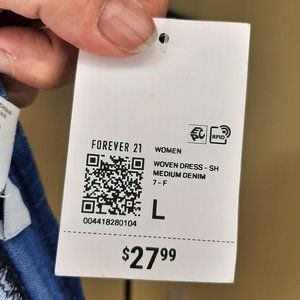 RFID
FOREVER 21
WOMEN
WOVEN DRESS - SH
MEDIUM DENIM
7 - F
L
004418280104
$27.99